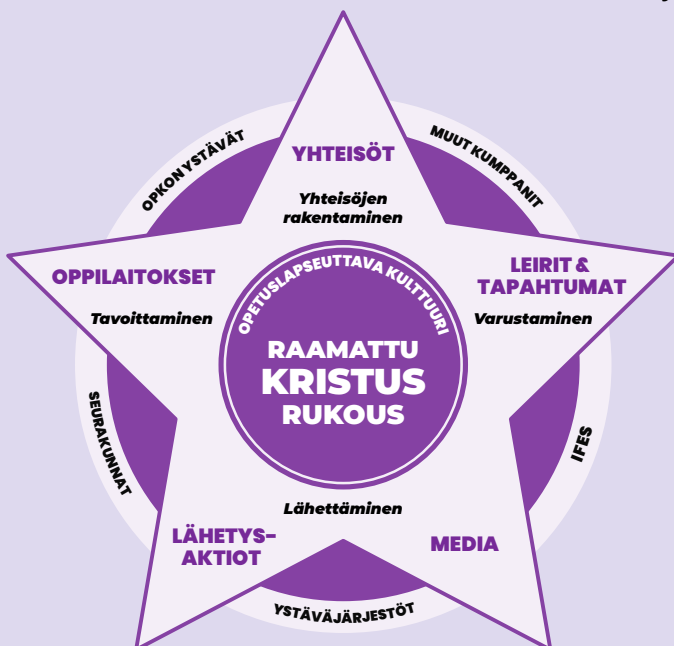 OPKON YSTÄVÄT
MUUT KUMPPANIT
YHTEISÖT
Yhteisöjen
rakentaminen
OPPILAITOKSET
Tavoittaminen
LEIRIT &
TAPAHTUMAT
Varustaminen
OPETUSLAPSEUTTAVA KULTTUURI
RAAMATTU
KRISTUS
RUKOUS
SEURAKUNNAT
IFES
Lähettäminen
LÄHETYS-
AKTIOT
MEDIA
YSTÄVÄJÄRJESTÖT